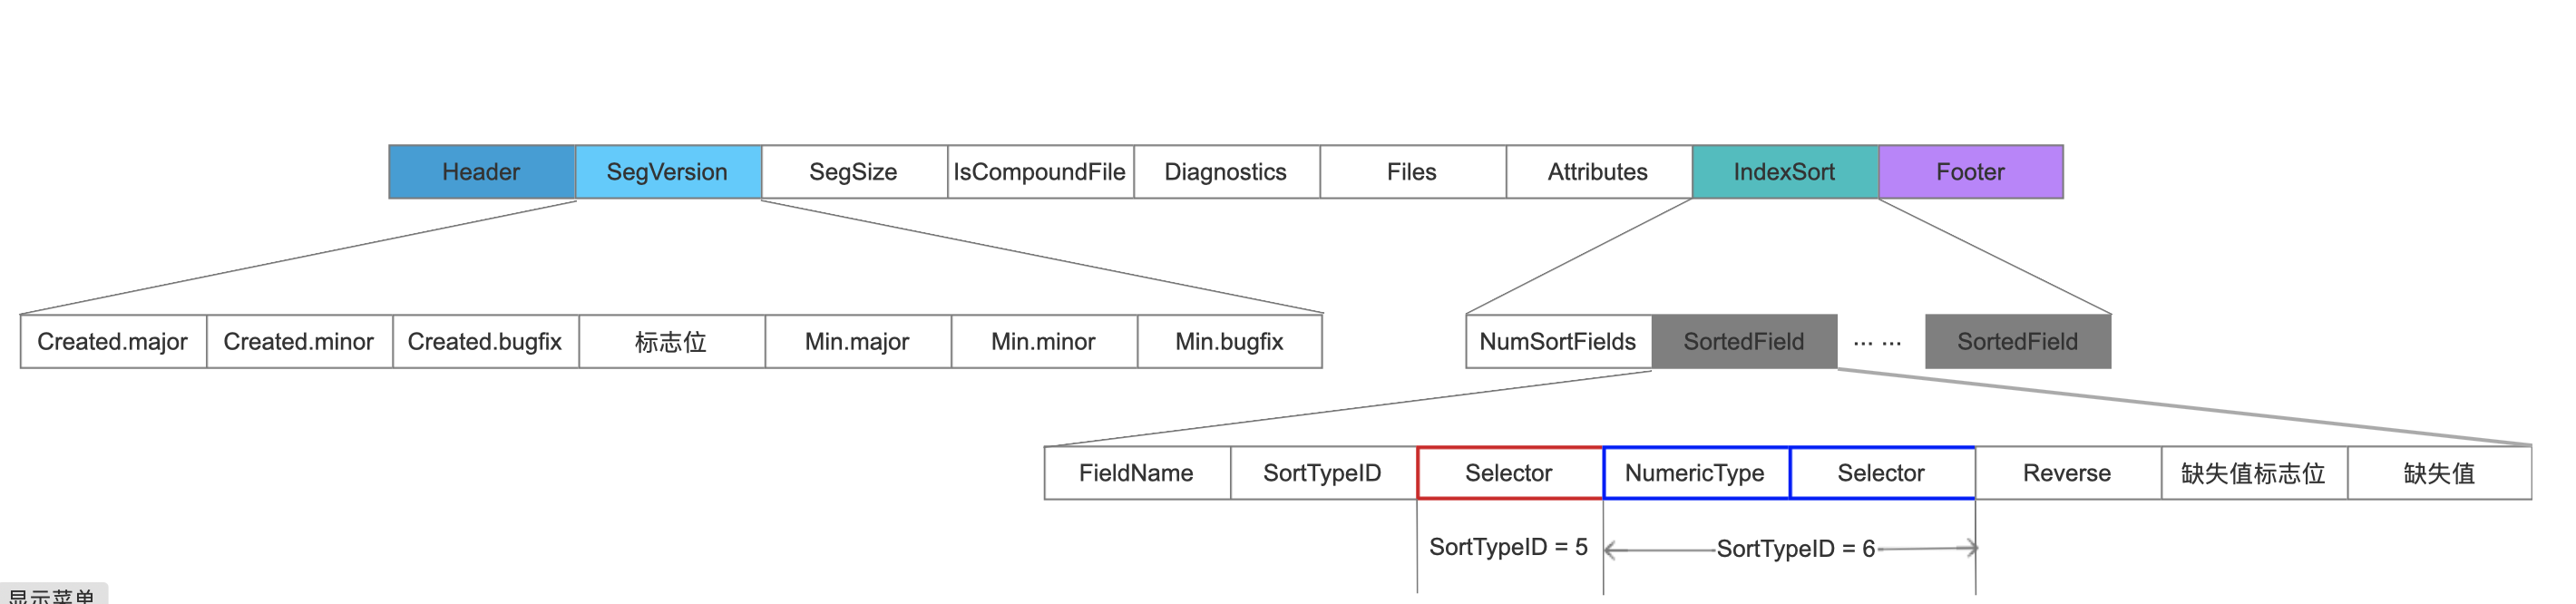 Header SegVersion SegSize IsCompoundFile Diagnostics Files Attributes IndexSort Footer
Created.major Created.minor Created.bugfix 标志位 Min.major Min.minor Min.bugfix
NumSortFields SortedField ... ... SortedField
FieldName SortTypeID Selector NumericType Selector Reverse 缺失值标志位 缺失值
SortTypeID = 5 SortTypeID = 6
显示菜单